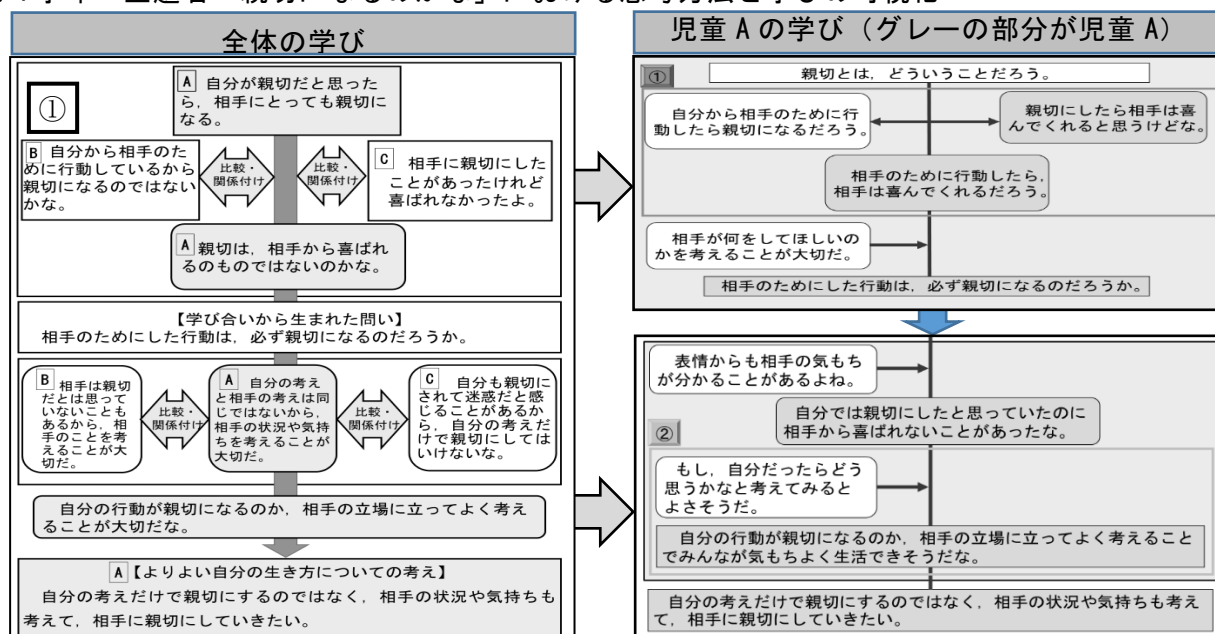 全体の学び
①
A 自分が親切だと思った
ら，相手にとっても親切に
なる。
B 自分から相手のた
めに行動しているから
親切になるのではない
かな。
比較・
関係付け
比較・
関係付け
C 相手に親切にした
ことがあったけれど
喜ばれなかったよ。
A 親切は，相手から喜ばれ
るのものではないのかな。
【学び合いから生まれた問い】
相手のためにした行動は，必ず親切になるのだろうか。
B 相手は親切
だとは思って
いないことも
あるから，相
手のことを考
えることが大
切だ。
比較・
関係付け
A 自分の考え
と相手の考えは同
じではないから，
相手の状況や気持
ちを考えることが
大切だ。
比較・
関係付け
C 自分も親切に
されて迷惑だと感
じることがあるか
ら，自分の考えだ
けで親切にしては
いけないな。
自分の行動が親切になるのか，相手の立場に立ってよく考え
ることが大切だな。
A【よりよい自分の生き方についての考え】
自分の考えだけで親切にするのではなく，相手の状況や気持ちも
考えて，相手に親切にしていきたい。
児童 A の学び（グレーの部分が児童 A）
①
親切とは，どういうことだろう。
自分から相手のために行
動したら親切になるだろう。
親切にしたら相手は喜
んでくれると思うけどな。
相手のために行動したら，
相手は喜んでくれるだろう。
相手が何をしてほしいの
かを考えることが大切だ。
相手のためにした行動は，必ず親切になるのだろうか。
表情からも相手の気もち
が分かることがあるよね。
自分では親切にしたと思っていたのに
相手から喜ばれないことがあったな。
②
もし，自分だったらどう
思うかなと考えてみると
よさそうだ。
自分の行動が親切になるのか，相手の立場に立ってよく考えること
でみんなが気もちよく生活できそうだな。
自分の考えだけで親切にするのではなく，相手の状況や気持ちも考え
て，相手に親切にしていきたい。